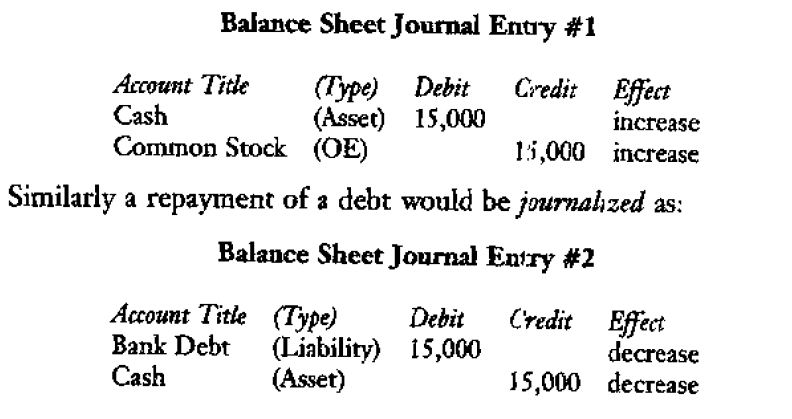 Balance Sheet Journal Entry #1
Account Title (Type) Debit Credit Effect
Cash (Asset) 15,000 increase
Common Stock (OE) 15,000 increase
Similarly a repayment of a debt would be journalized as:
Balance Sheet Journal Entry #2
Account Title (Type) Debit Credit Effect
Bank Debt (Liability) 15,000 decrease
Cash (Asset) 15,000 decrease